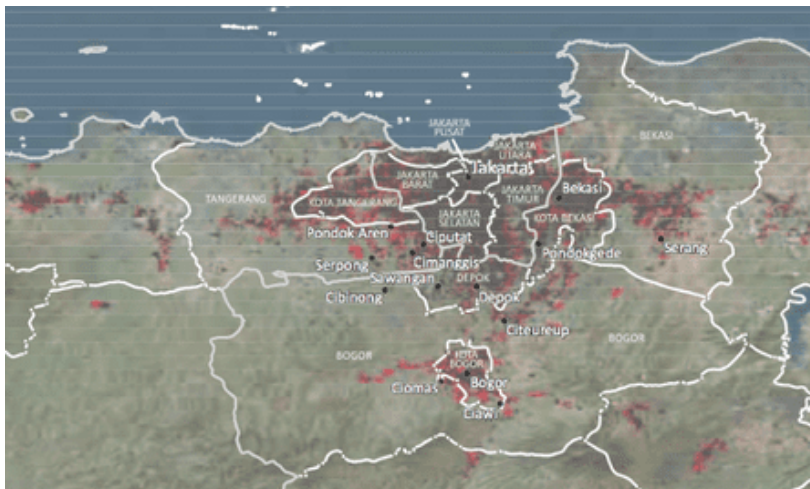 JAKARTA
PUSAT
BEKASI
JAKARTA
UTARA
Jakarta
JAKARTA
BARAT
TANGERANG
KOTA TANGERANG
JAKARTA
TIMUR
Bekasi
JAKARTA
SELATAN
KOTA BEKASI
Pondok Aren
Ciputat
Serpong
Cimanggis
Pondokgede
Serang
Sawangan
DEPOK
Cibinong
Depok
Citeureup
BOGOR
KOTA
BOGOR
BOGOR
Ciomas
Bogor
Ciawi